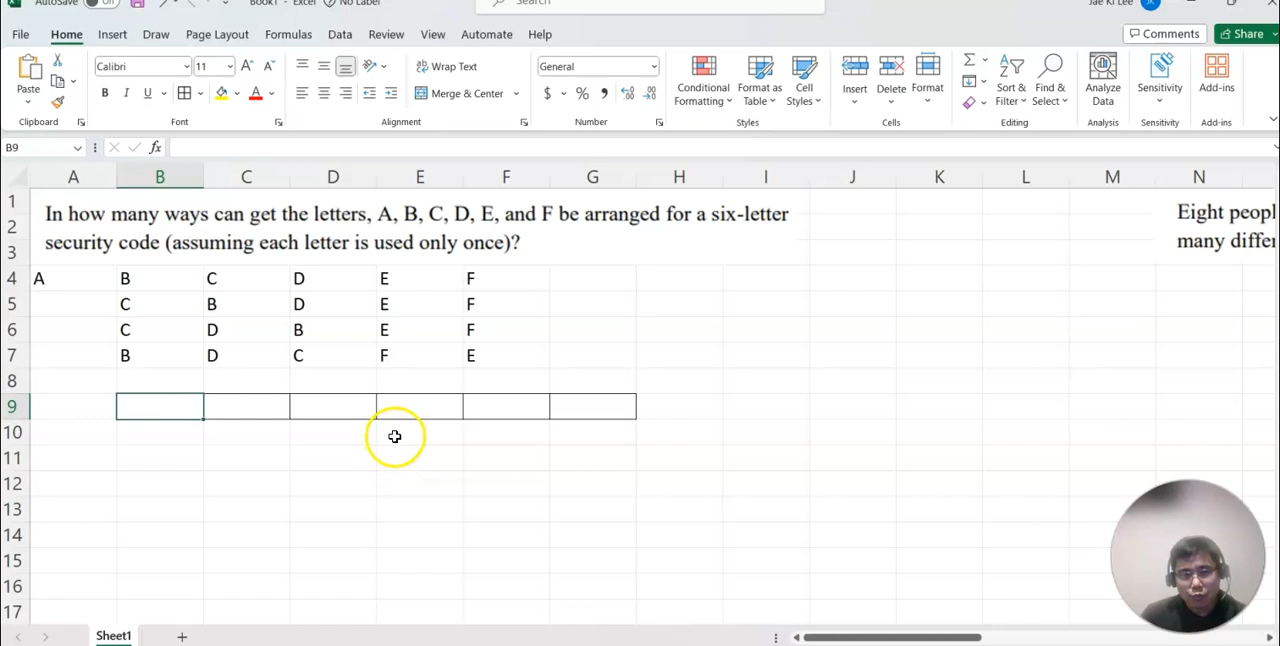 AutoSave Off Book1 - Excel No Label Search Jae Ki Lee
File Home Insert Draw Page Layout Formulas Data Review View Automate Help Comments Share
Calibri 11 Wrap Text General
Paste B I U Merge & Center $ % Conditional Formatting Format as Table Cell Styles Insert Delete Format Sort & Filter Find & Select Analyze Data Sensitivity Add-ins
Clipboard Font Alignment Number Styles Cells Editing Analysis Sensitivity Add-ins
B9 fx
A B C D E F G H I J K L M N
1
In how many ways can get the letters, A, B, C, D, E, and F be arranged for a six-letter Eight peopl
2
security code (assuming each letter is used only once)? many differ
3
4 A B C D E F
5 C B D E F
6 C D B E F
7 B D C F E
8
9
10
11
12
13
14
15
16
17
Sheet1